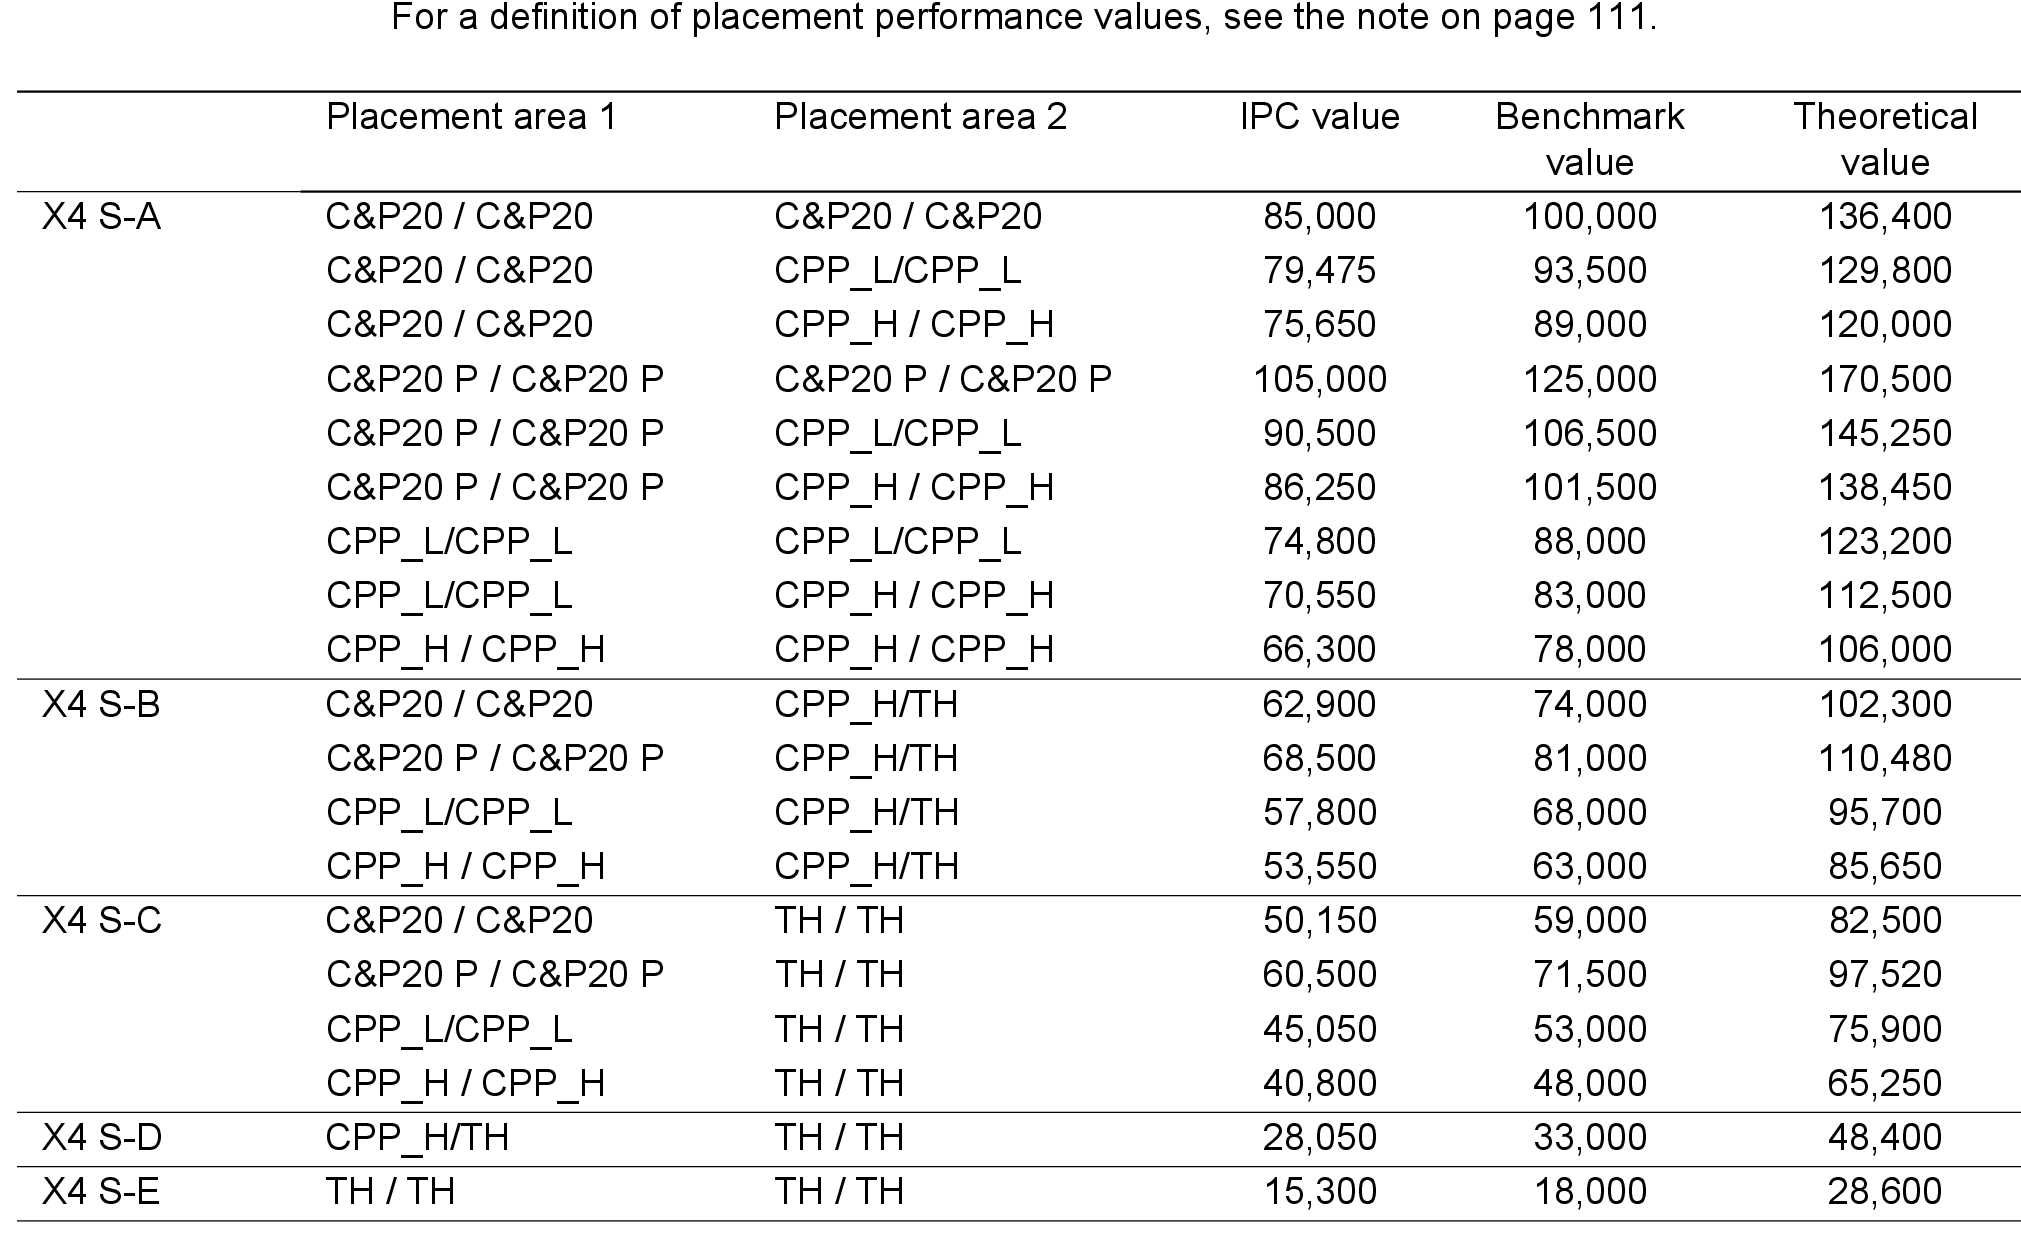 For a definition of placement performance values, see the note on page 111.
Placement area 1 Placement area 2 IPC value Benchmark value Theoretical value
X4 S-A C&P20 / C&P20 C&P20 / C&P20 85,000 100,000 136,400
C&P20 / C&P20 CPP_L/CPP_L 79,475 93,500 129,800
C&P20 / C&P20 CPP_H / CPP_H 75,650 89,000 120,000
C&P20 P / C&P20 P C&P20 P / C&P20 P 105,000 125,000 170,500
C&P20 P / C&P20 P CPP_L/CPP_L 90,500 106,500 145,250
C&P20 P / C&P20 P CPP_H / CPP_H 86,250 101,500 138,450
CPP_L/CPP_L CPP_L/CPP_L 74,800 88,000 123,200
CPP_L/CPP_L CPP_H / CPP_H 70,550 83,000 112,500
CPP_H / CPP_H CPP_H / CPP_H 66,300 78,000 106,000
X4 S-B C&P20 / C&P20 CPP_H/TH 62,900 74,000 102,300
C&P20 P / C&P20 P CPP_H/TH 68,500 81,000 110,480
CPP_L/CPP_L CPP_H/TH 57,800 68,000 95,700
CPP_H / CPP_H CPP_H/TH 53,550 63,000 85,650
X4 S-C C&P20 / C&P20 TH / TH 50,150 59,000 82,500
C&P20 P / C&P20 P TH / TH 60,500 71,500 97,520
CPP_L/CPP_L TH / TH 45,050 53,000 75,900
CPP_H / CPP_H TH / TH 40,800 48,000 65,250
X4 S-D CPP_H/TH TH / TH 28,050 33,000 48,400
X4 S-E TH / TH TH / TH 15,300 18,000 28,600